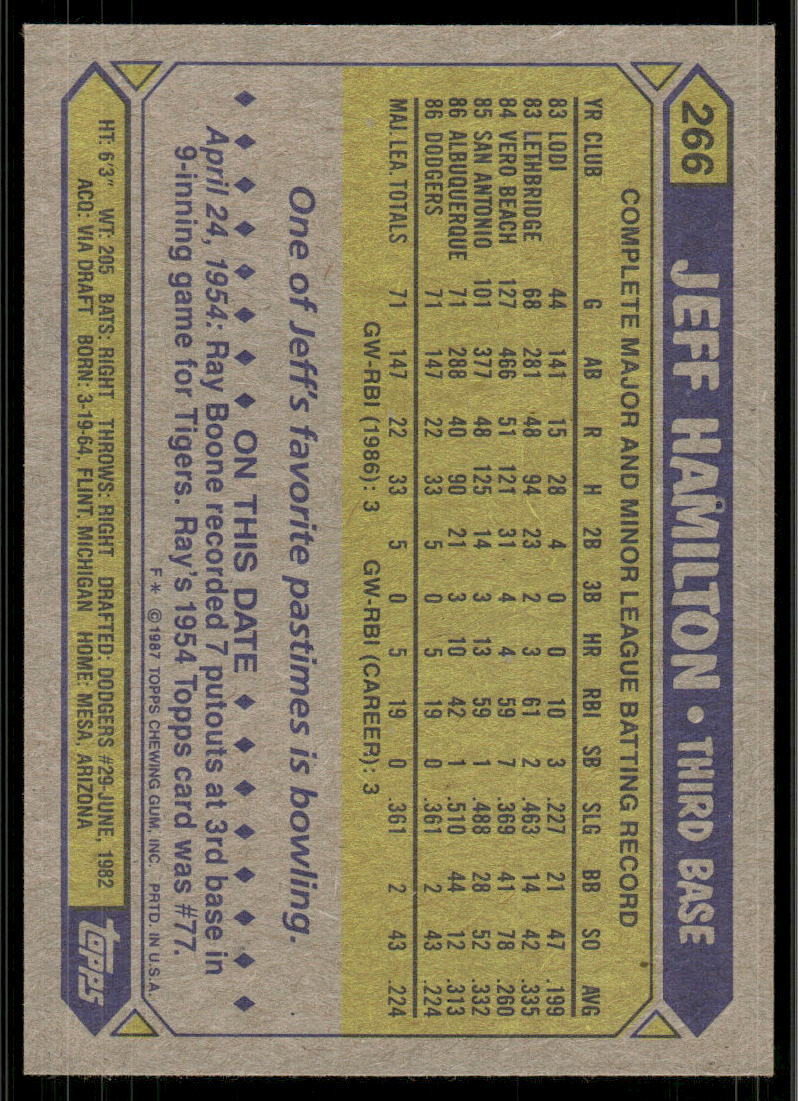 266
JEFF HAMILTON • THIRD BASE
COMPLETE MAJOR AND MINOR LEAGUE BATTING RECORD
YR CLUB G AB R H 2B 3B HR RBI SB SLG BB SO AVG
83 LODI 44 141 15 28 4 0 0 10 3 .227 21 47 .199
83 LETHBRIDGE 68 281 48 94 23 2 3 61 2 .463 14 42 .335
84 VERO BEACH 127 466 51 121 31 4 4 59 7 .369 41 78 .260
85 SAN ANTONIO 101 377 48 125 14 3 13 59 1 .488 28 52 .332
86 ALBUQUERQUE 71 288 40 90 21 3 10 42 1 .510 44 12 .313
86 DODGERS 71 147 22 33 5 0 5 19 0 .361 2 43 .224
MAJ. LEA. TOTALS 71 147 22 33 5 0 5 19 0 .361 2 43 .224
GW-RBI (1986): 3 GW-RBI (CAREER): 3
One of Jeff's favorite pastimes is bowling.
◆ ◆ ◆ ◆ ◆ ◆ ◆ ◆ ON THIS DATE ◆ ◆ ◆ ◆ ◆ ◆ ◆ ◆
April 24, 1954: Ray Boone recorded 7 putouts at 3rd base in
9-inning game for Tigers. Ray's 1954 Topps card was #77.
F* © 1987 TOPPS CHEWING GUM, INC. PRTD. IN U.S.A.
HT: 6'3" WT: 205 BATS: RIGHT THROWS: RIGHT DRAFTED: DODGERS #29-JUNE, 1982
ACQ: VIA DRAFT BORN: 3-19-64, FLINT, MICHIGAN HOME: MESA, ARIZONA
topps